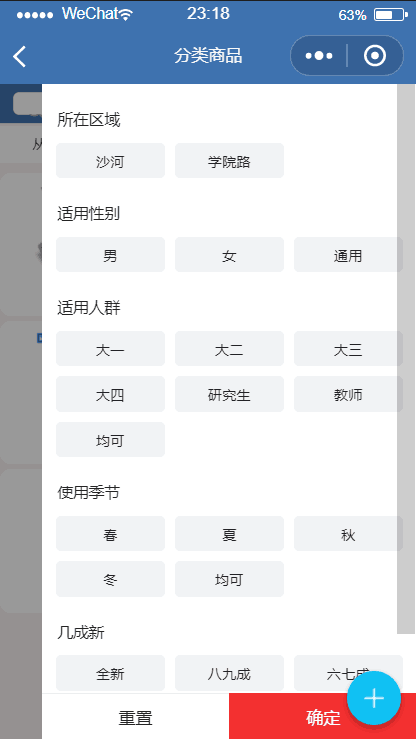 WeChat 23:18 63%
分类商品
从
所在区域
沙河 学院路
适用性别
男 女 通用
适用人群
大一 大二 大三
大四 研究生 教师
均可
使用季节
春 夏 秋
冬 均可
几成新
全新 八九成 六七成
重置 确定